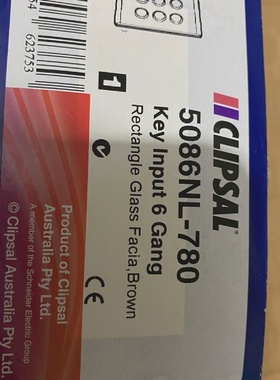 CLIPSAL
5086NL-780
Key Input 6 Gang
Rectangle Glass Facia,Brown
1
CE
Product of Clipsal
Australia Pty Ltd.
A member of the Schneider Electric Group
© Clipsal Australia Pty Ltd.
623753